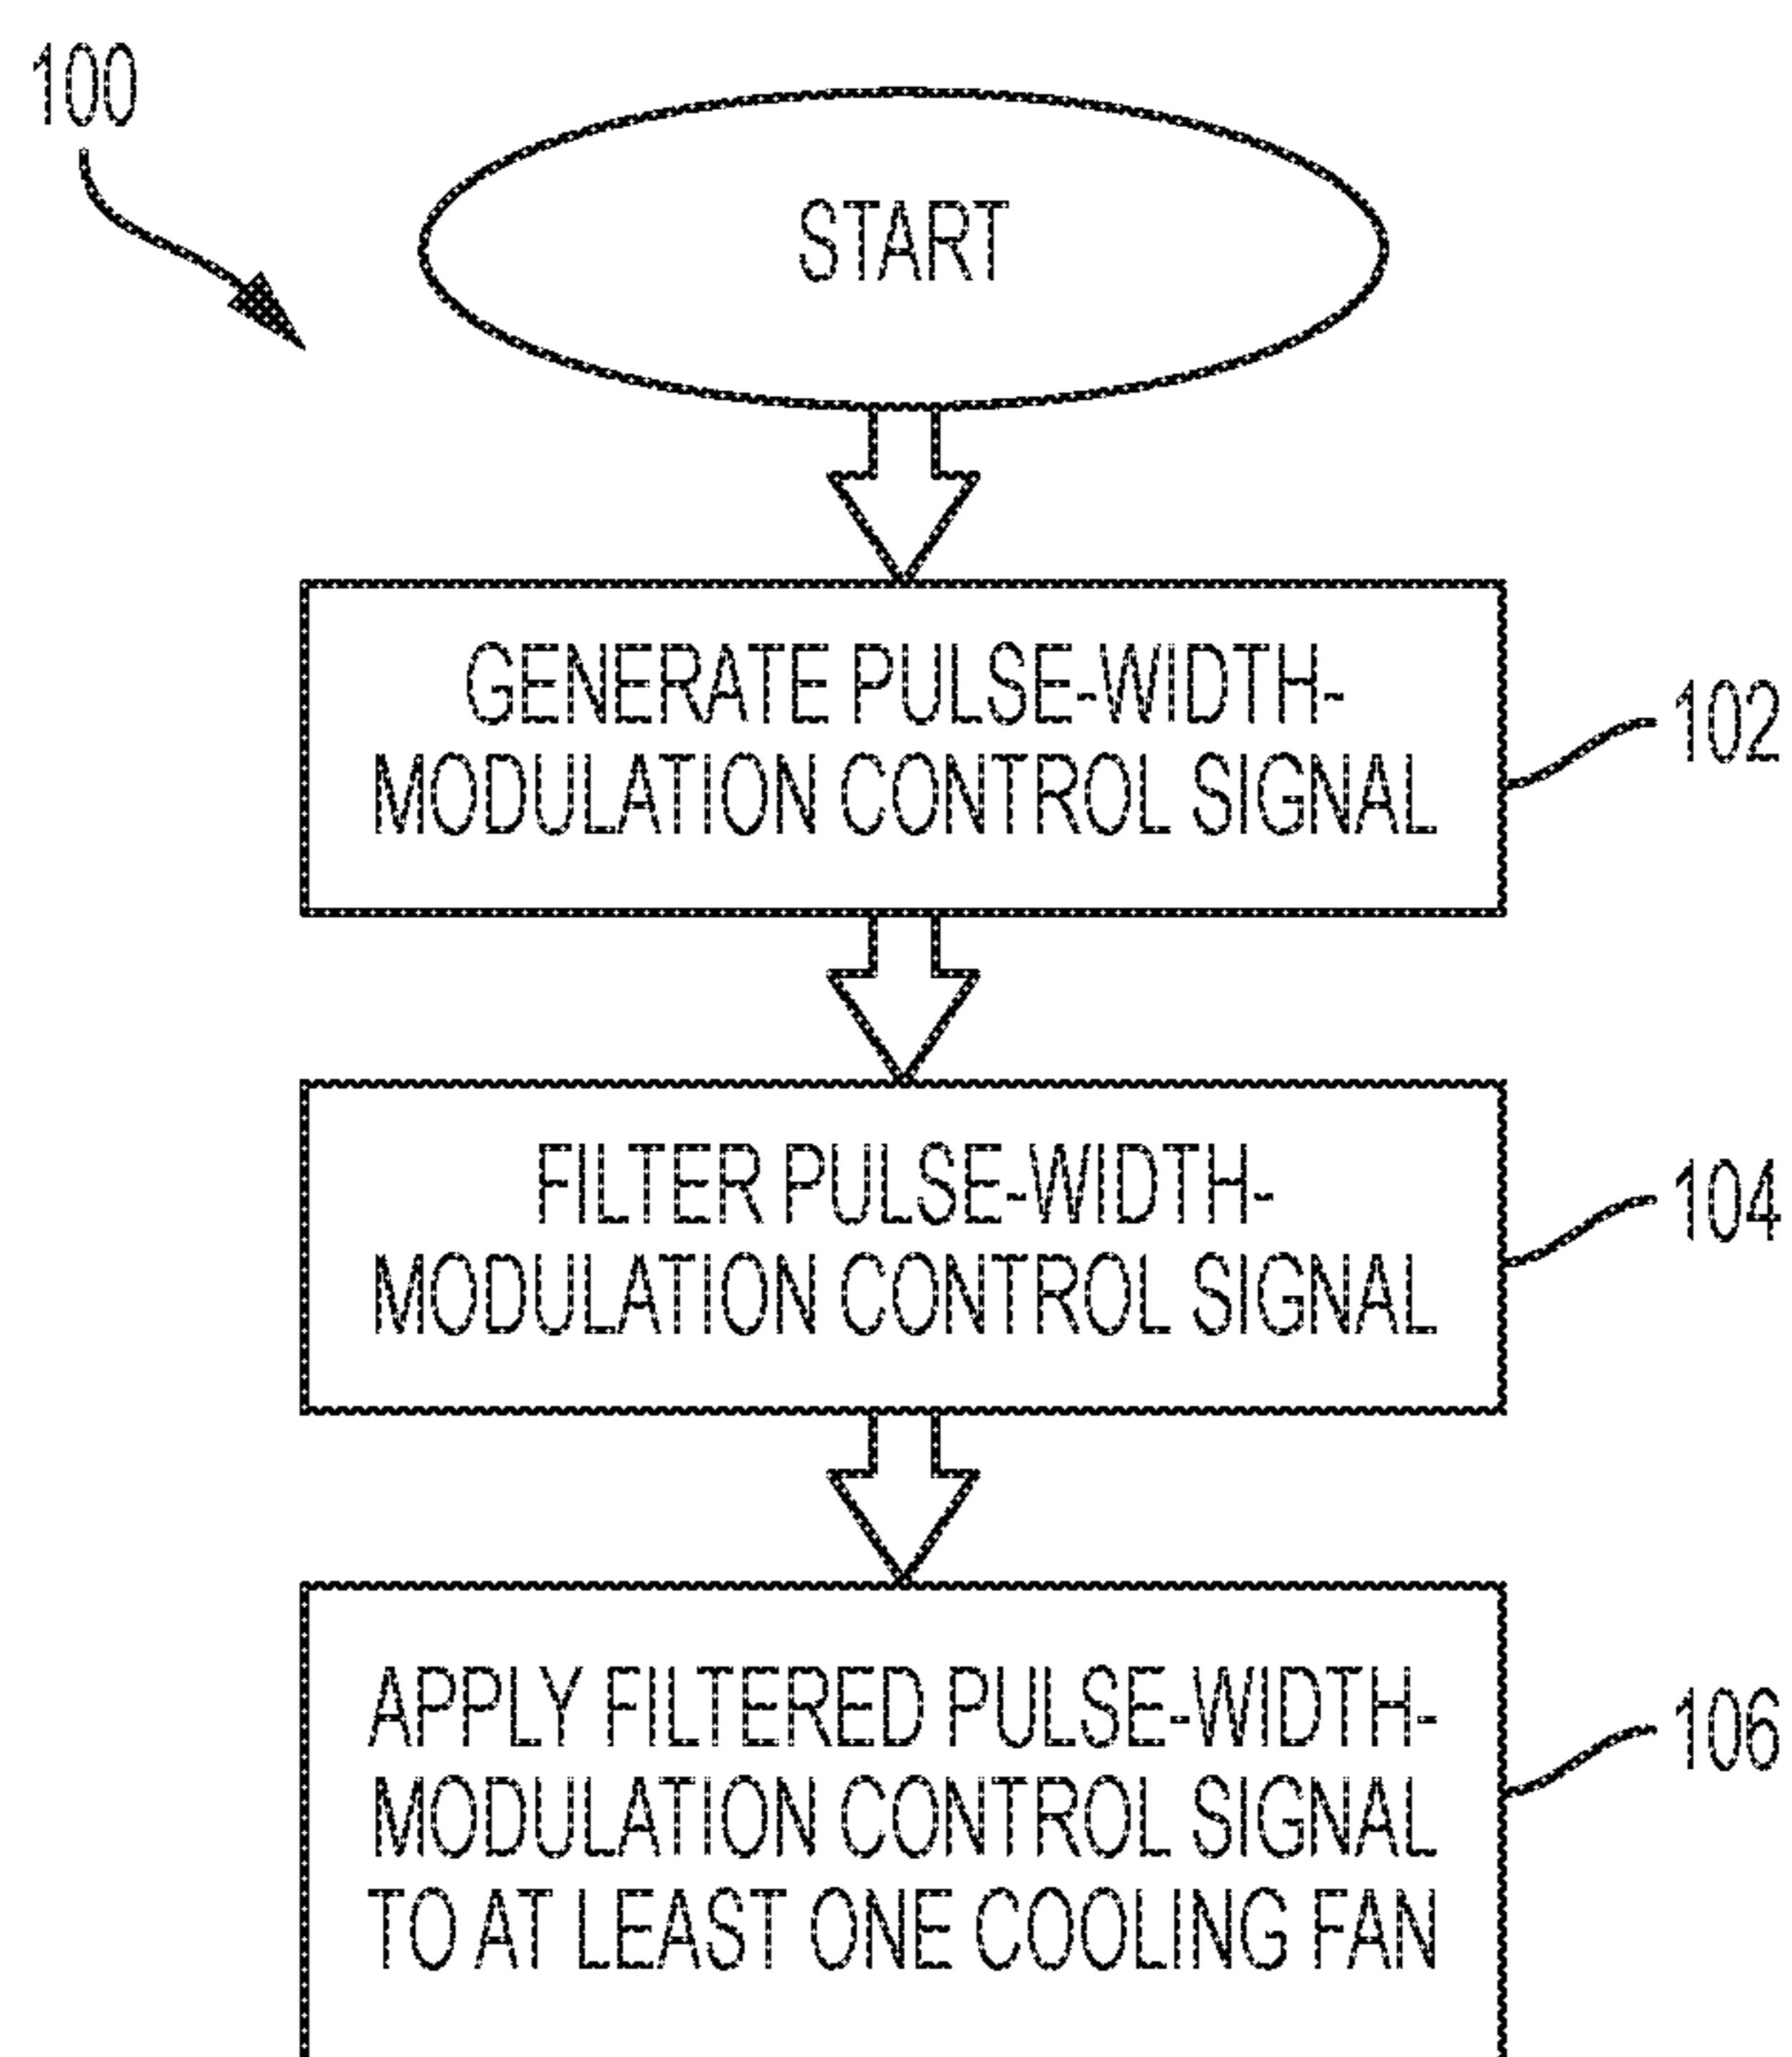 100
START
GENERATE PULSE-WIDTH-
MODULATION CONTROL SIGNAL
102
FILTER PULSE-WIDTH-
MODULATION CONTROL SIGNAL
104
APPLY FILTERED PULSE-WIDTH-
MODULATION CONTROL SIGNAL
TO AT LEAST ONE COOLING FAN
106